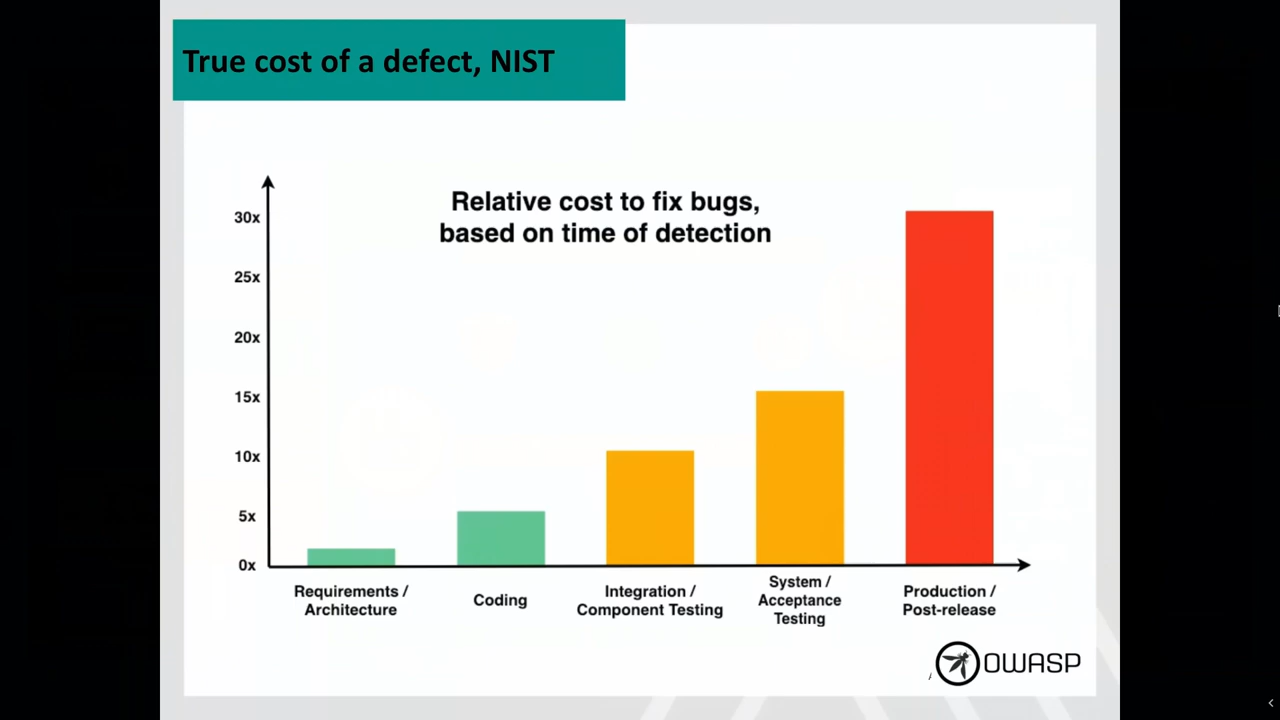 True cost of a defect, NIST
Relative cost to fix bugs,
based on time of detection
30x
25x
20x
15x
10x
5x
0x
Requirements /
Architecture
Coding
Integration /
Component Testing
System /
Acceptance
Testing
Production /
Post-release
OWASP